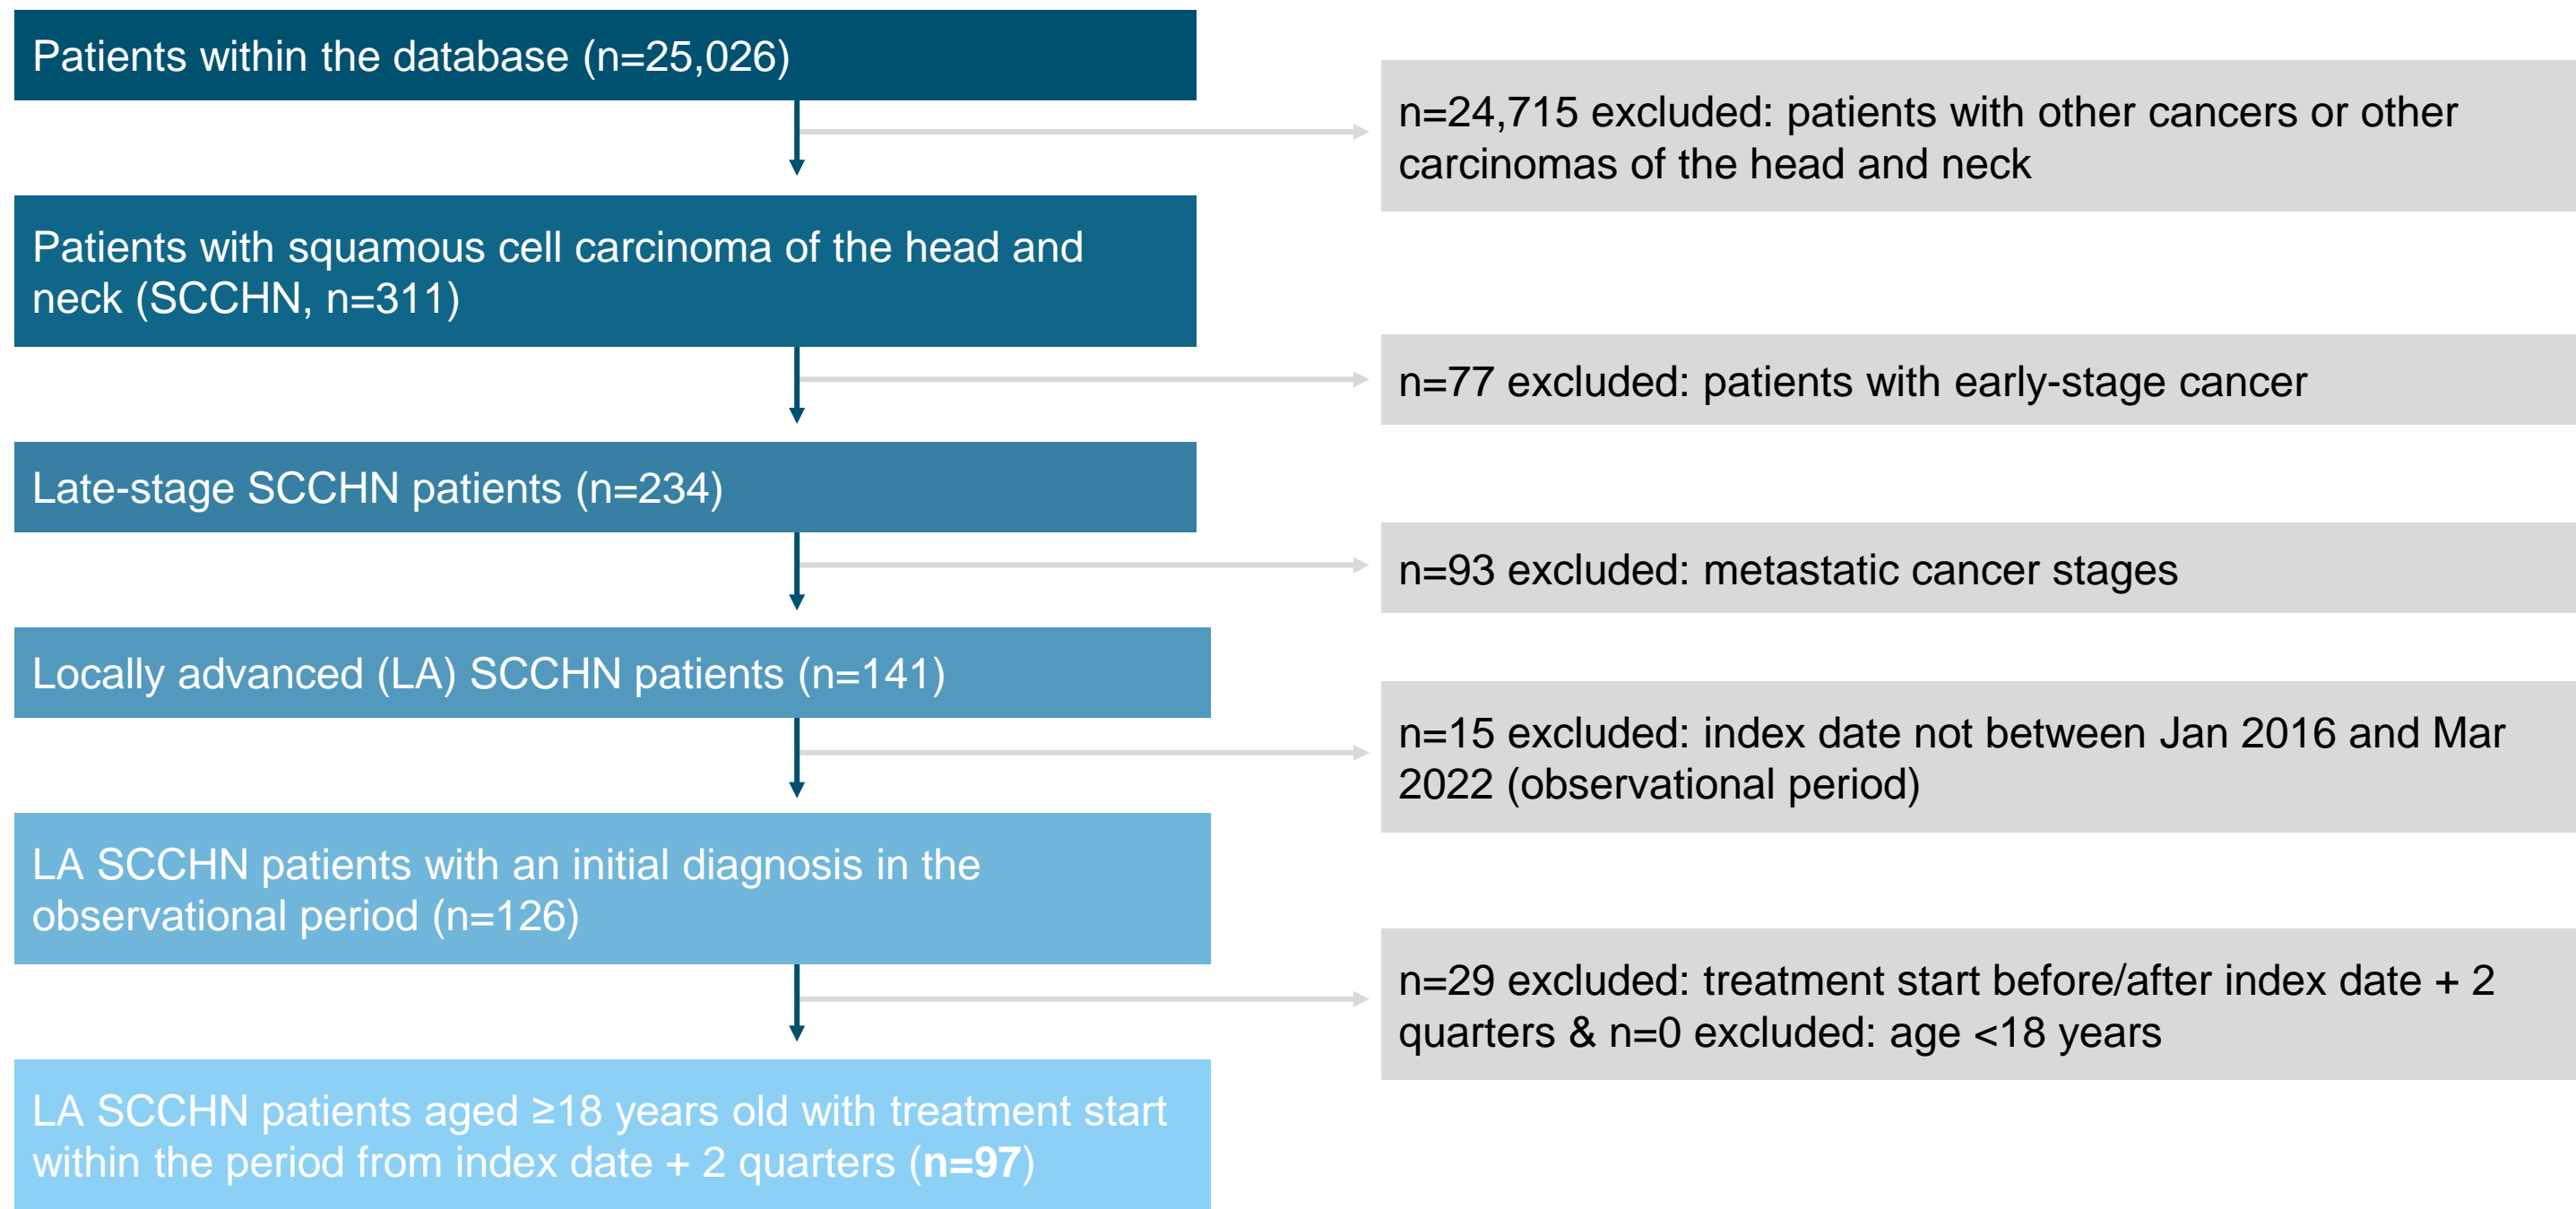 Patients within the database (n=25,026)
n=24,715 excluded: patients with other cancers or other
carcinomas of the head and neck
Patients with squamous cell carcinoma of the head and
neck (SCCHN, n=311)
n=77 excluded: patients with early-stage cancer
Late-stage SCCHN patients (n=234)
n=93 excluded: metastatic cancer stages
Locally advanced (LA) SCCHN patients (n=141)
n=15 excluded: index date not between Jan 2016 and Mar
2022 (observational period)
LA SCCHN patients with an initial diagnosis in the
observational period (n=126)
n=29 excluded: treatment start before/after index date + 2
quarters & n=0 excluded: age <18 years
LA SCCHN patients aged ≥18 years old with treatment start
within the period from index date + 2 quarters (n=97)